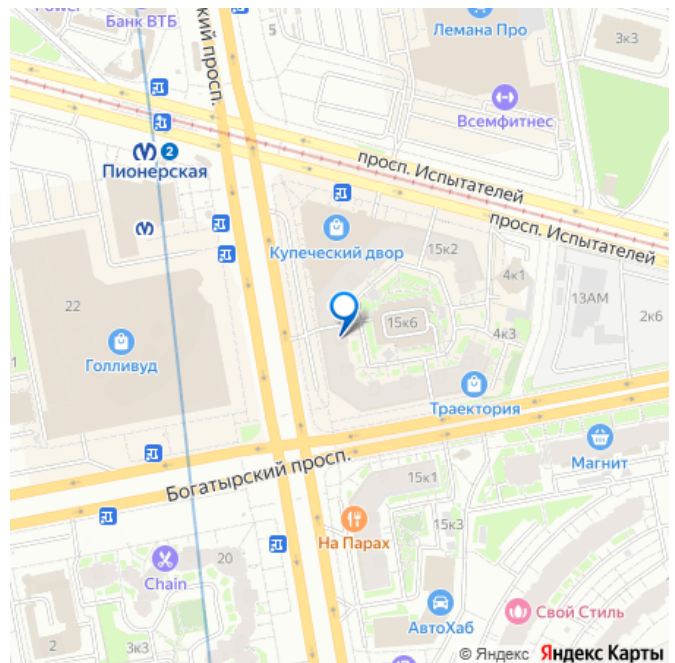 Банк ВТБ
5
Лемана Про
3к3
ский просп.
Всемфитнес
2
Пионерская
просп. Испытателей
просп. Испытателей
Купеческий двор
15к2
4к1
22
13АМ
2к6
15к6
4к3
1
Голливуд
Траектория
Богатырский просп.
15к1
Магнит
На Парах
15к3
20
Chain
АвтоХаб
Свой Стиль
2
3к3
© Яндекс Яндекс Карты